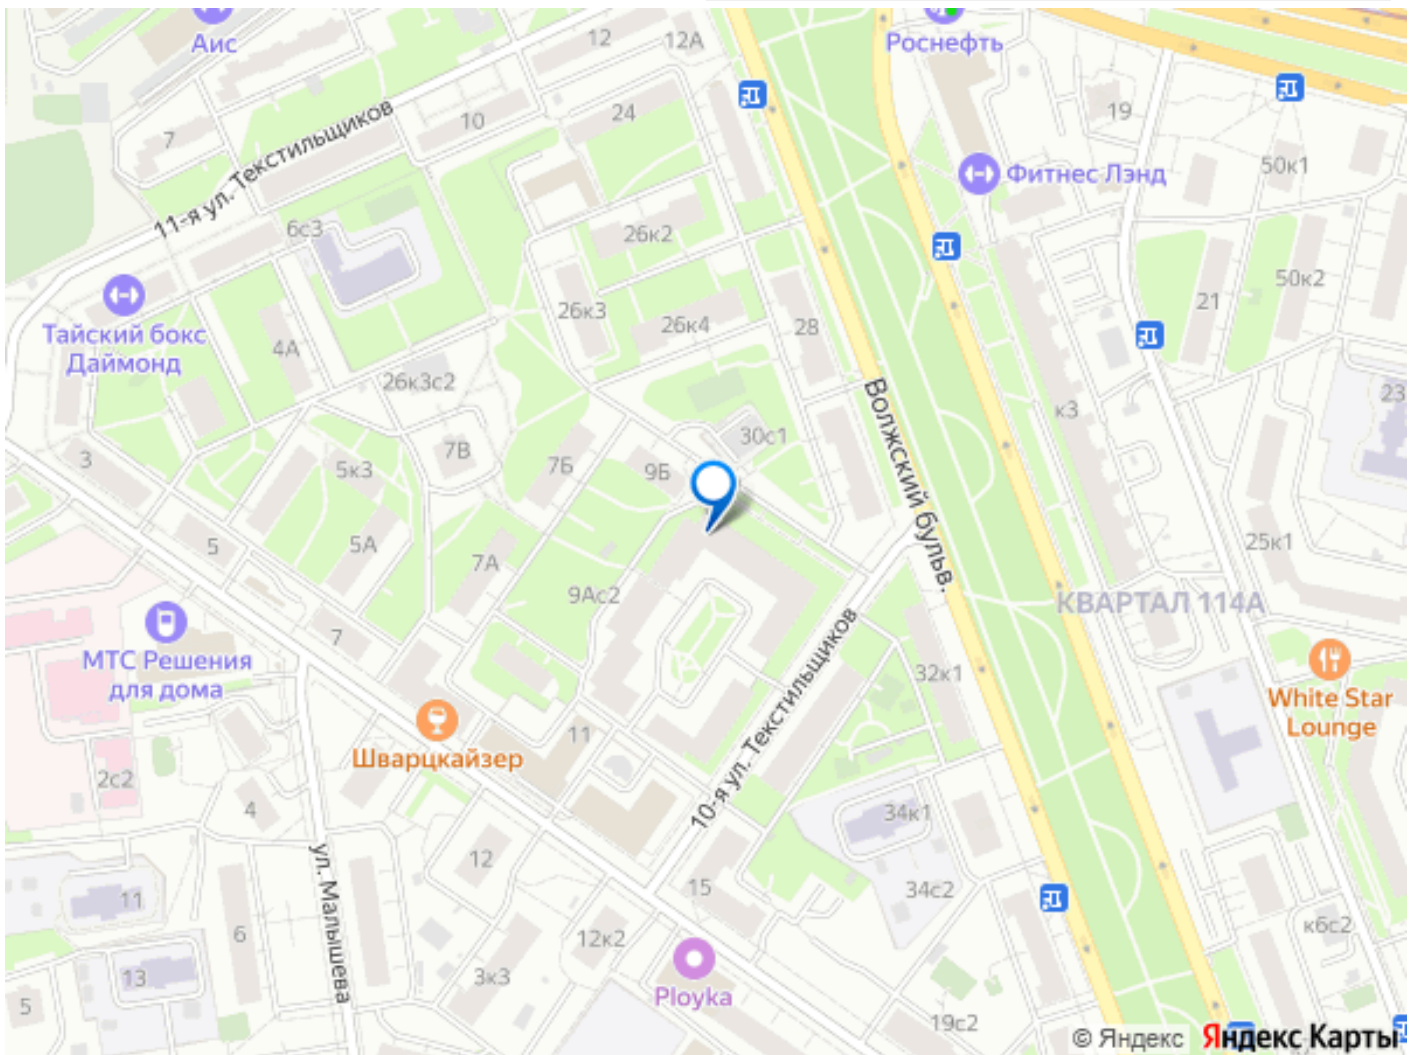 Аис
12
12А
Роснефть
24
19
7
10
11-я ул. Текстильщиков
Фитнес Лэнд
50к1
6с3
26к2
50к2
21
Тайский бокс
Даймонд
26к3
26к4
28
4А
26к3с2
к3
23
Волжский бульв.
30с1
3
5к3
7В
7Б
9Б
5
5А
7А
25к1
9Ас2
КВАРТАЛ 114А
7
МТС Решения
для дома
32к1
White Star
Lounge
11
Шварцкайзер
10-я ул. Текстильщиков
2с2
4
34к1
12
ул. Малышева
15
34с2
11
6
12к2
к6с2
13
3к3
Ployka
5
19с2
© Яндекс Яндекс Карты